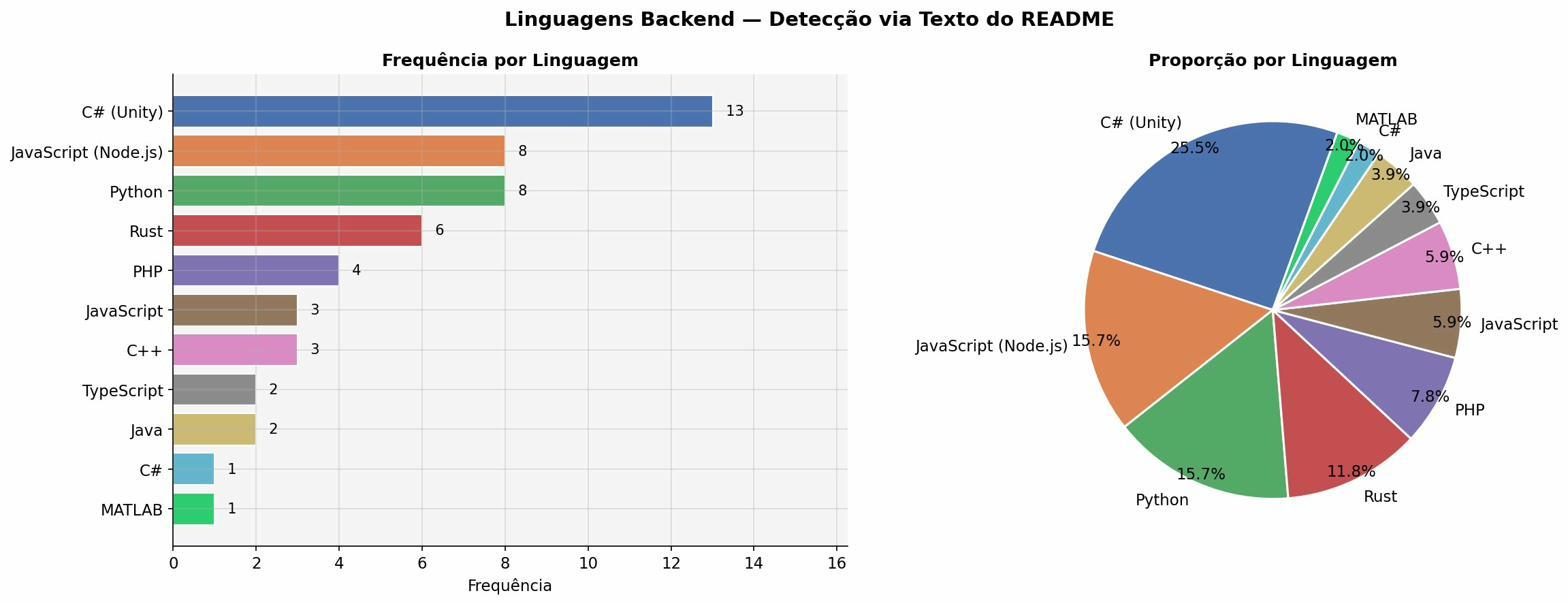 Linguagens Backend — Detecção via Texto do README
Frequência por Linguagem
C# (Unity)
13
JavaScript (Node.js)
8
Python
8
Rust
6
PHP
4
JavaScript
3
C++
3
TypeScript
2
Java
2
C#
1
MATLAB
1
0 2 4 6 8 10 12 14 16
Frequência
Proporção por Linguagem
C# (Unity)
25.5%
JavaScript (Node.js)
15.7%
Python
15.7%
Rust
11.8%
PHP
7.8%
JavaScript
5.9%
C++
5.9%
TypeScript
3.9%
Java
3.9%
C#
2.0%
MATLAB
2.0%